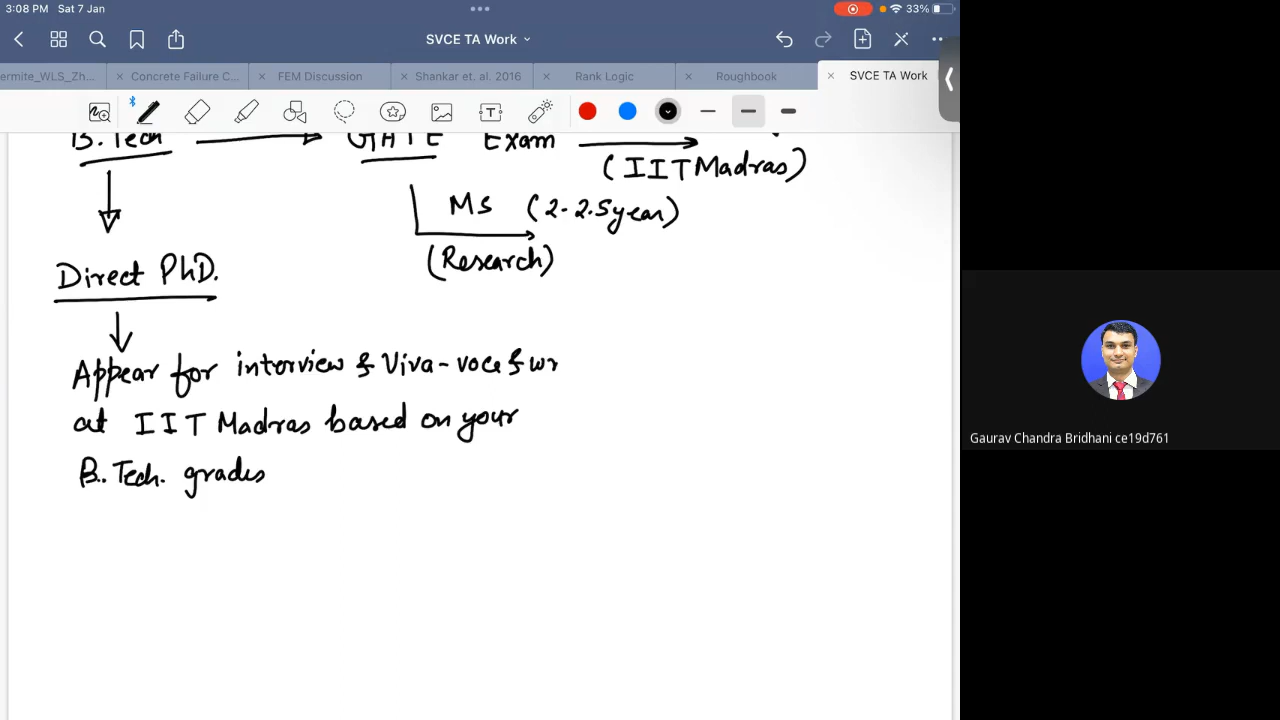 3:08 PM Sat 7 Jan
33%
SVCE TA Work
ermite_WLS_Zh...
Concrete Failure C...
FEM Discussion
Shankar et. al. 2016
Rank Logic
Roughbook
SVCE TA Work
B. Tech GATE Exam
(IIT Madras)
MS (2-2.5 year)
(Research)
Direct PhD.
Appear for interview & Viva-voce & wr
at IIT Madras based on your
B. Tech. grades
Gaurav Chandra Bridhani ce19d761